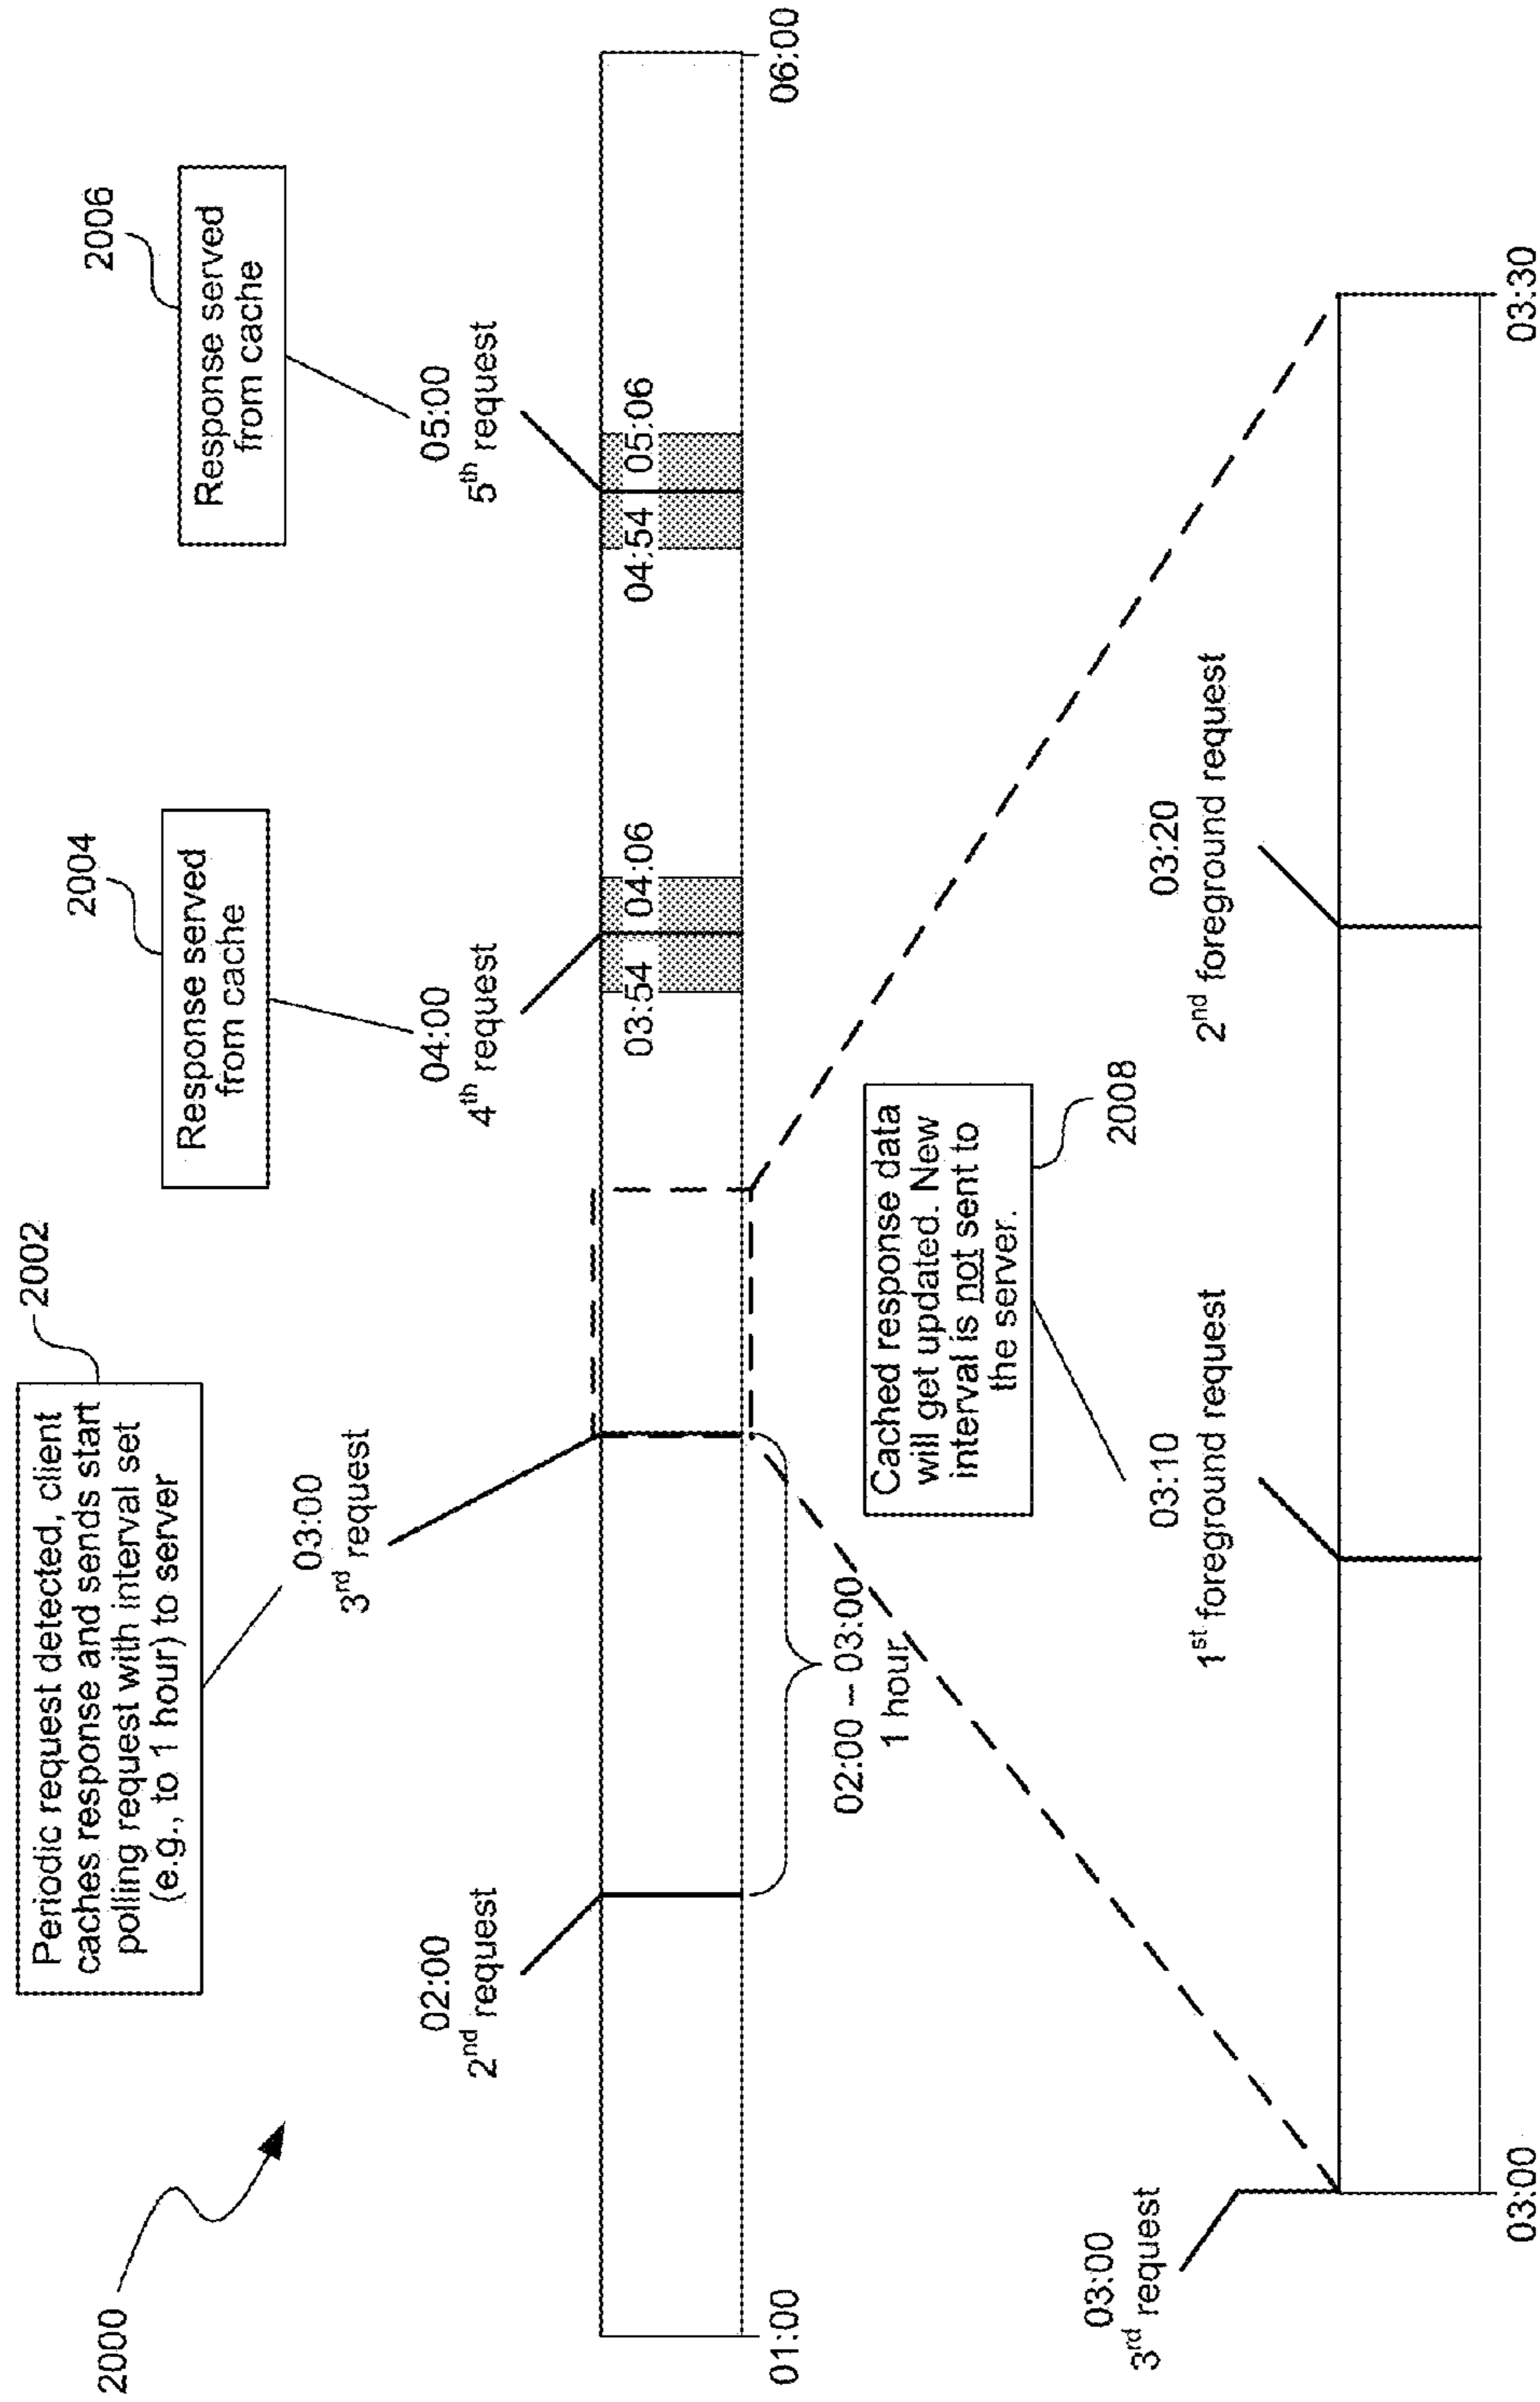 2000
Periodic request detected, client
caches response and sends start
polling request with interval set
(e.g., to 1 hour) to server
2002
Response served
from cache
2004
Response served
from cache
2006
02:00
2nd request
03:00
3rd request
04:00
4th request
05:00
5th request
03:54 04:06
04:54 05:06
01:00
06:00
02:00 – 03:00
1 hour
Cached response data
will get updated. New
interval is not sent to
the server.
2008
03:00
3rd request
03:10
1st foreground request
03:20
2nd foreground request
03:00
03:30